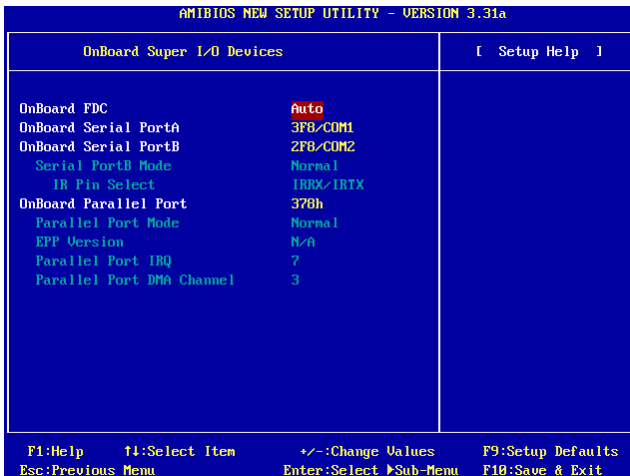 AMIBIOS NEW SETUP UTILITY - VERSION 3.31a
OnBoard Super I/O Devices
[ Setup Help ]
OnBoard FDC Auto
OnBoard Serial PortA 3F8/COM1
OnBoard Serial PortB 2F8/COM2
Serial PortB Mode Normal
IR Pin Select IRRX/IRTX
OnBoard Parallel Port 378h
Parallel Port Mode Normal
EPP Version N/A
Parallel Port IRQ 7
Parallel Port DMA Channel 3
F1:Help ↑↓:Select Item +/-:Change Values F9:Setup Defaults
Esc:Previous Menu Enter:Select ►Sub-Menu F10:Save & Exit